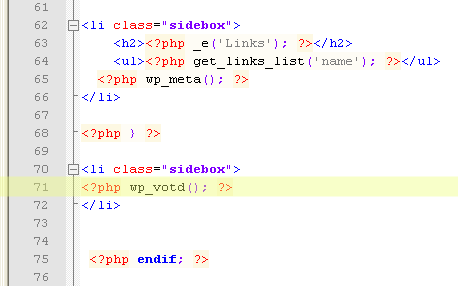 61
62 <li class="sidebox">
63 <h2><?php _e('Links'); ?></h2>
64 <ul><?php get_links_list('name'); ?></ul>
65 <?php wp_meta(); ?>
66 </li>
67
68 <?php } ?>
69
70 <li class="sidebox">
71 <?php wp_votd(); ?>
72 </li>
73
74
75 <?php endif; ?>
76